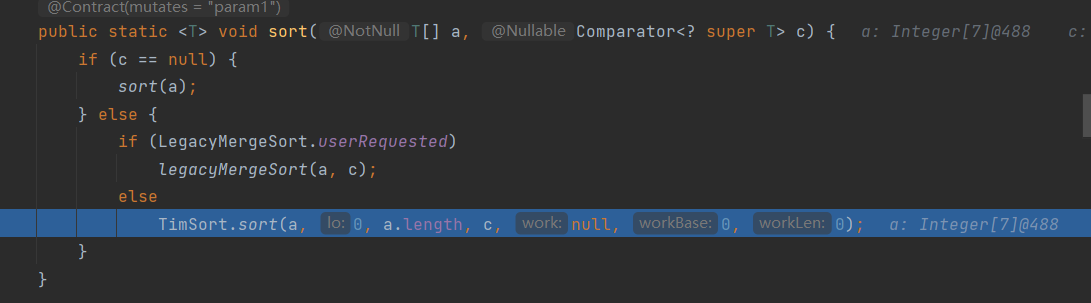 @Contract(mutates = "param1")
public static <T> void sort( @NotNull T[] a, @Nullable Comparator<? super T> c) { a: Integer[7]@488 c:
if (c == null) {
sort(a);
} else {
if (LegacyMergeSort.userRequested)
legacyMergeSort(a, c);
else
TimSort.sort(a, lo: 0, a.length, c, work: null, workBase: 0, workLen: 0); a: Integer[7]@488
}
}